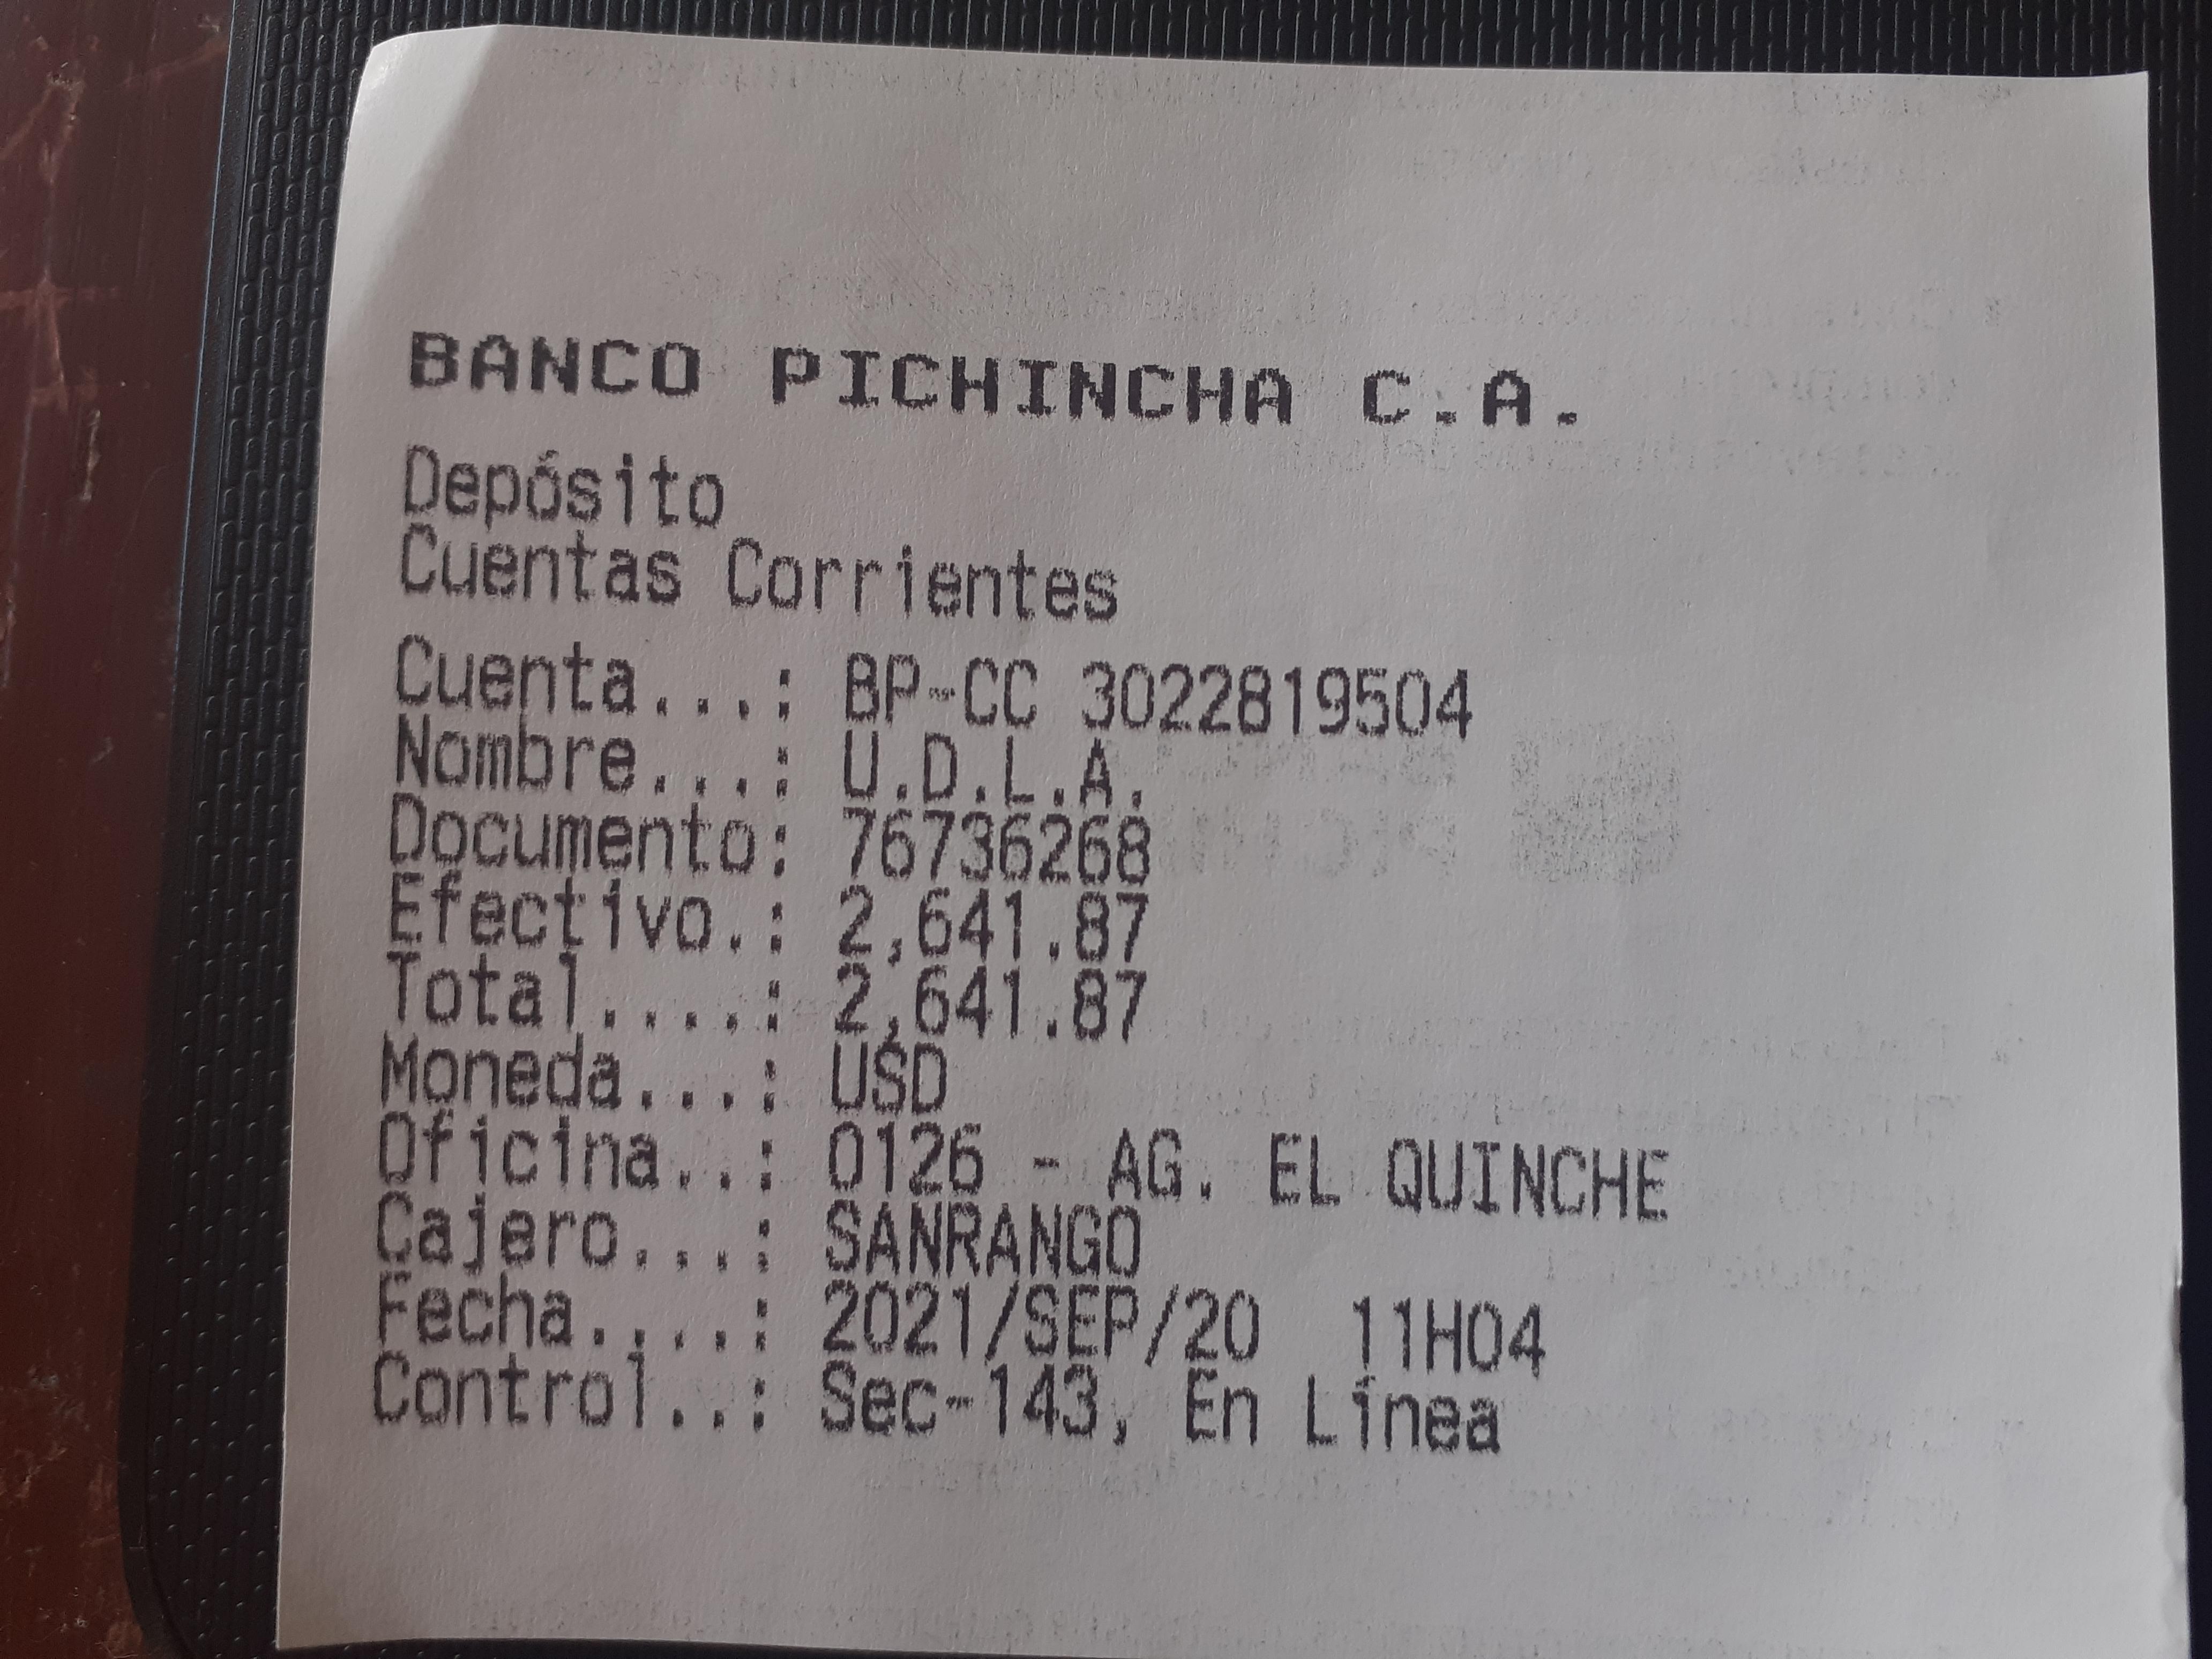 BANCO PICHINCHA C.A.
Depósito
Cuentas Corrientes
Cuenta...: BP-CC 3022819504
Nombre...: U.D.L.A.
Documento: 76736268
Efectivo.: 2,641.87
Total....: 2,641.87
Moneda...: USD
Oficina..: 0126 - AG. EL QUINCHE
Cajero...: SANRANGO
Fecha....: 2021/SEP/20 11H04
Control..: Sec-143, En Línea